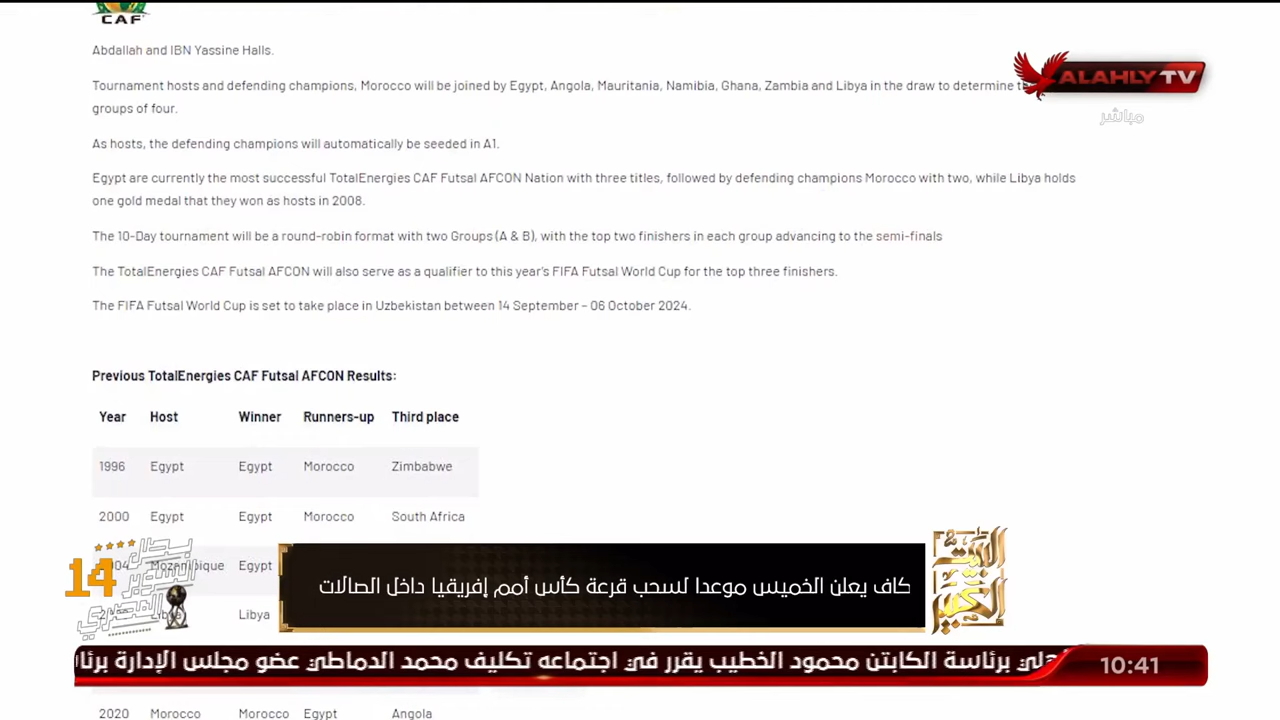 CAF
Abdallah and IBN Yassine Halls.
Tournament hosts and defending champions, Morocco will be joined by Egypt, Angola, Mauritania, Namibia, Ghana, Zambia and Libya in the draw to determine
groups of four.
ALAHLY TV
مباشر
As hosts, the defending champions will automatically be seeded in A1.
Egypt are currently the most successful TotalEnergies CAF Futsal AFCON Nation with three titles, followed by defending champions Morocco with two, while Libya holds
one gold medal that they won as hosts in 2008.
The 10-Day tournament will be a round-robin format with two Groups (A & B), with the top two finishers in each group advancing to the semi-finals
The TotalEnergies CAF Futsal AFCON will also serve as a qualifier to this year's FIFA Futsal World Cup for the top three finishers.
The FIFA Futsal World Cup is set to take place in Uzbekistan between 14 September – 06 October 2024.
Previous TotalEnergies CAF Futsal AFCON Results:
Year Host Winner Runners-up Third place
1996 Egypt Egypt Morocco Zimbabwe
2000 Egypt Egypt Morocco South Africa
Mozambique Egypt
Libya
2020 Morocco Morocco Egypt Angola
14
المصري
البيت الكبير
كاف يعلن الخميس موعدا لسحب قرعة كأس أمم إفريقيا داخل الصالات
برئاسة الكابتن محمود الخطيب يقرر في اجتماعه تكليف محمد الدماطي عضو مجلس الإدارة
10:41